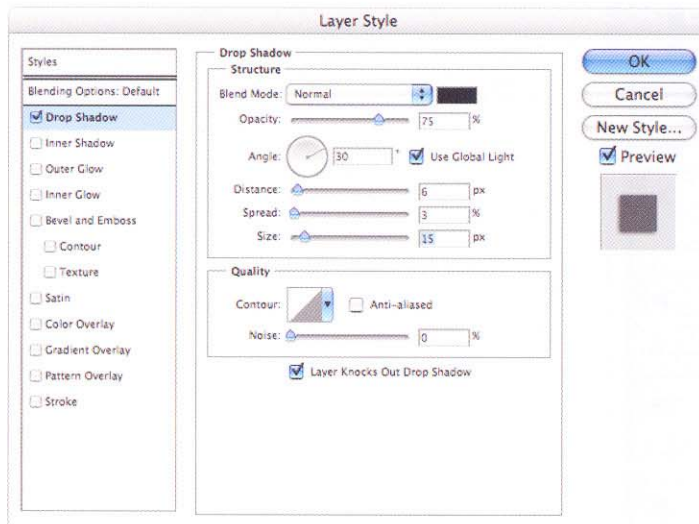 Layer Style
Styles
Blending Options: Default
Drop Shadow
Inner Shadow
Outer Glow
Inner Glow
Bevel and Emboss
Contour
Texture
Satin
Color Overlay
Gradient Overlay
Pattern Overlay
Stroke
Drop Shadow
Structure
Blend Mode: Normal
Opacity: 75 %
Angle: 30 ° Use Global Light
Distance: 6 px
Spread: 3 %
Size: 15 px
Quality
Contour: Anti-aliased
Noise: 0 %
Layer Knocks Out Drop Shadow
OK
Cancel
New Style...
Preview